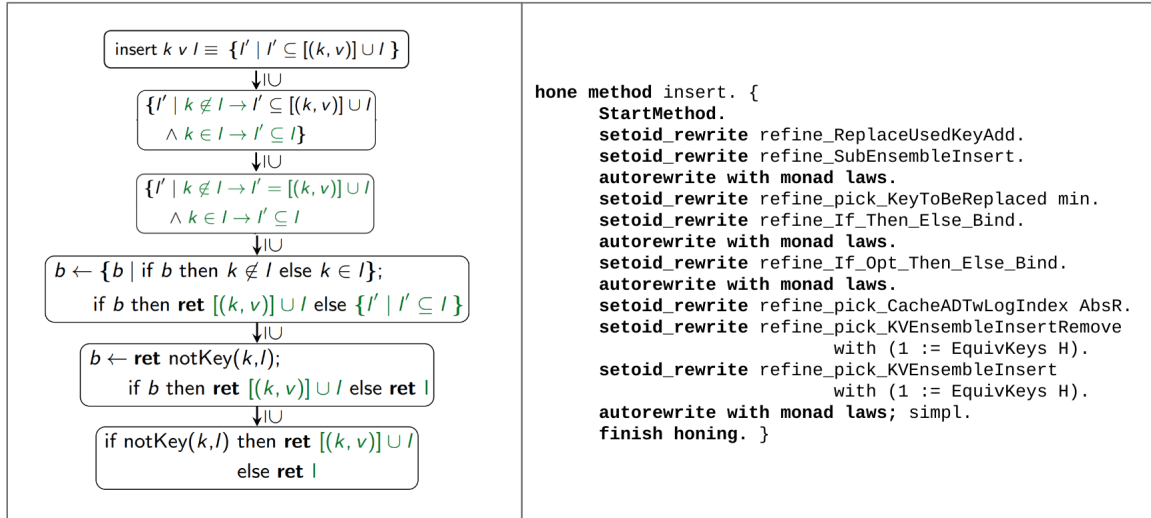 insert k v l ≡ {l′ | l′ ⊆ [(k, v)] ∪ l }
↓I∪
{l′ | k ∉ l → l′ ⊆ [(k, v)] ∪ l
∧ k ∈ l → l′ ⊆ l}
↓I∪
{l′ | k ∉ l → l′ = [(k, v)] ∪ l
∧ k ∈ l → l′ ⊆ l
↓I∪
b ← {b | if b then k ∉ l else k ∈ l};
if b then ret [(k, v)] ∪ l else {l′ | l′ ⊆ l }
↓I∪
b ← ret notKey(k,l);
if b then ret [(k, v)] ∪ l else ret l
↓I∪
if notKey(k,l) then ret [(k, v)] ∪ l
else ret l
hone method insert. {
StartMethod.
setoid_rewrite refine_ReplaceUsedKeyAdd.
setoid_rewrite refine_SubEnsembleInsert.
autorewrite with monad laws.
setoid_rewrite refine_pick_KeyToBeReplaced min.
setoid_rewrite refine_If_Then_Else_Bind.
autorewrite with monad laws.
setoid_rewrite refine_If_Opt_Then_Else_Bind.
autorewrite with monad laws.
setoid_rewrite refine_pick_CacheADTwLogIndex AbsR.
setoid_rewrite refine_pick_KVEnsembleInsertRemove
with (1 := EquivKeys H).
setoid_rewrite refine_pick_KVEnsembleInsert
with (1 := EquivKeys H).
autorewrite with monad laws; simpl.
finish honing. }